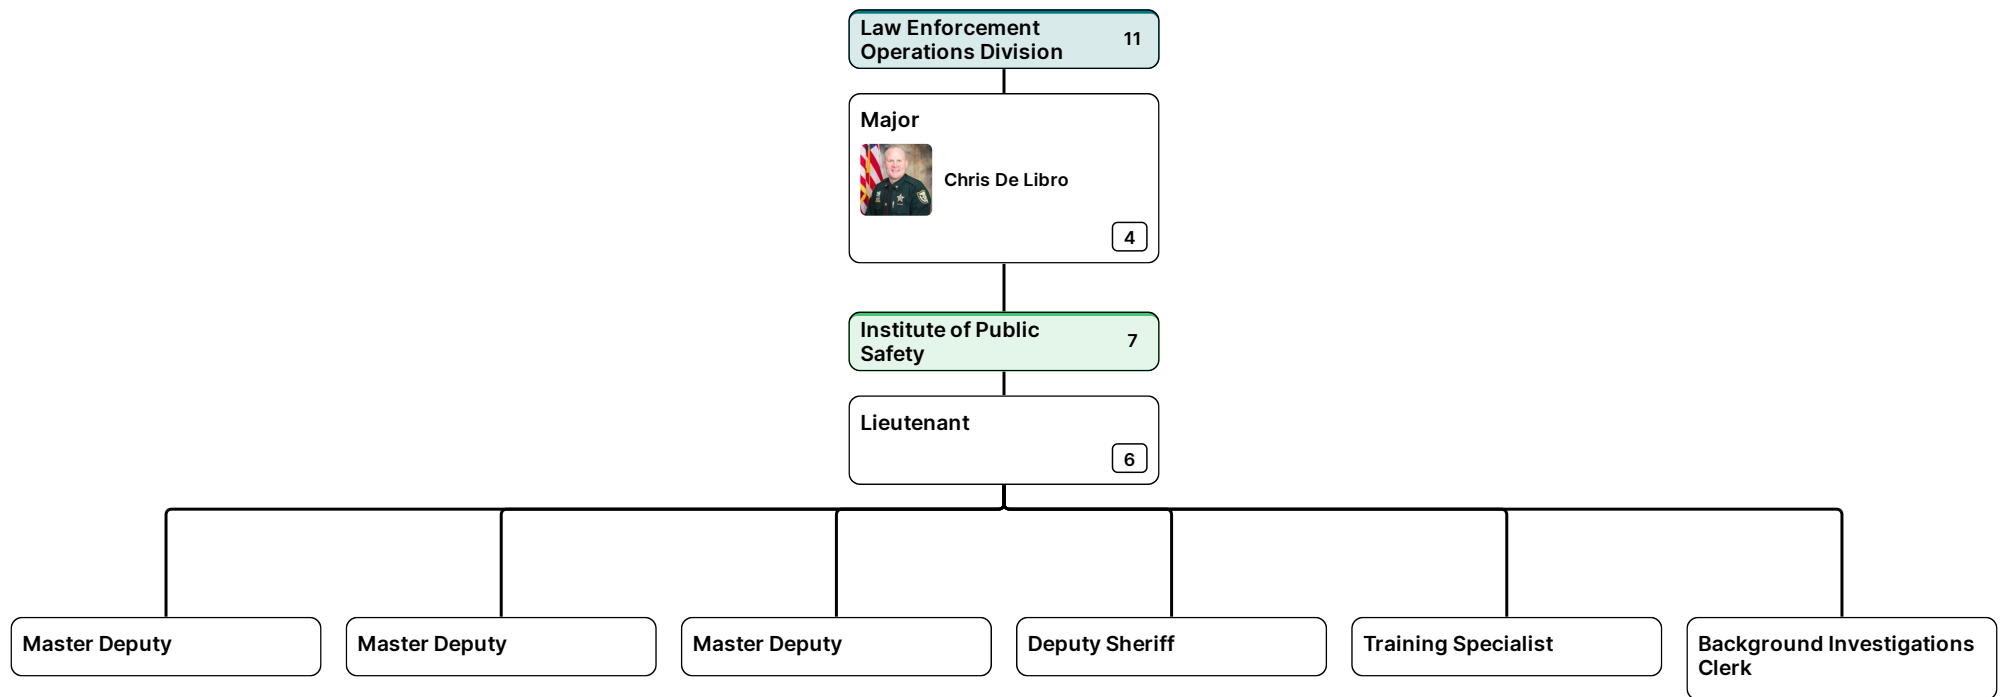 Law Enforcement
Operations Division
11
Major
Chris De Libro
4
Institute of Public
Safety
7
Lieutenant
6
Master Deputy
Master Deputy
Master Deputy
Deputy Sheriff
Training Specialist
Background Investigations
Clerk